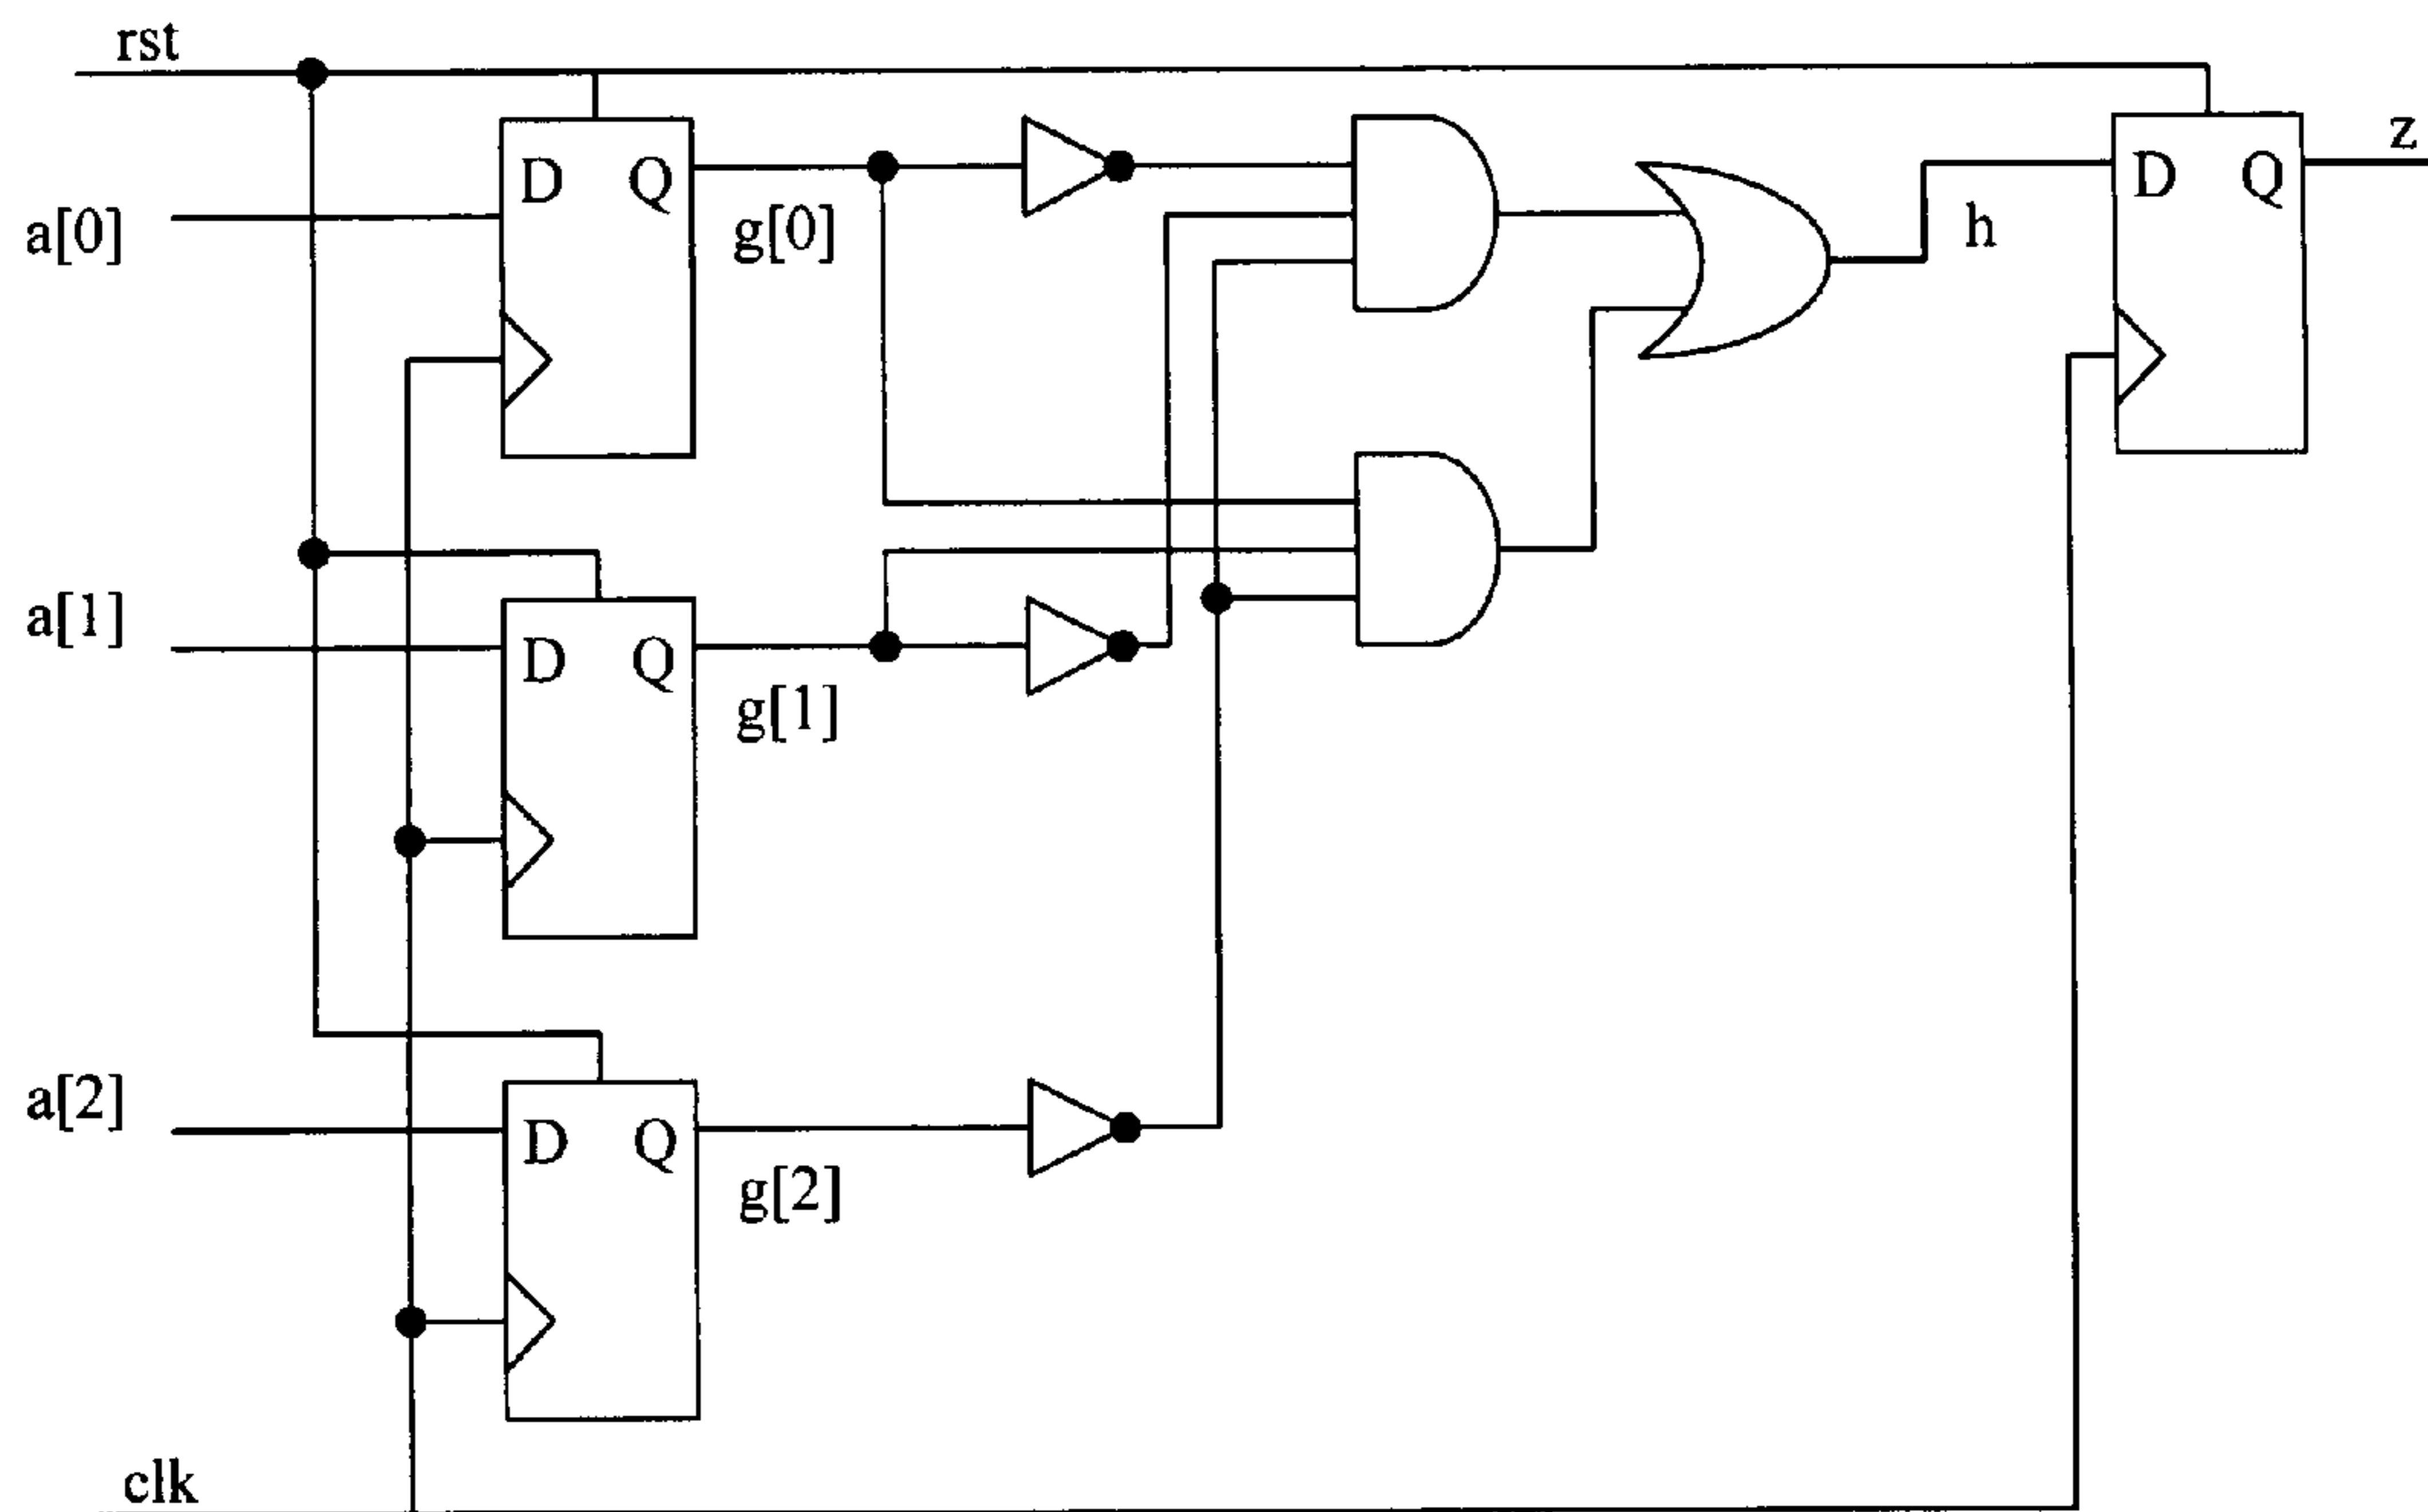 rst
D Q
a[0]
g[0]
h
D Q
z
a[1]
D Q
g[1]
a[2]
D Q
g[2]
clk